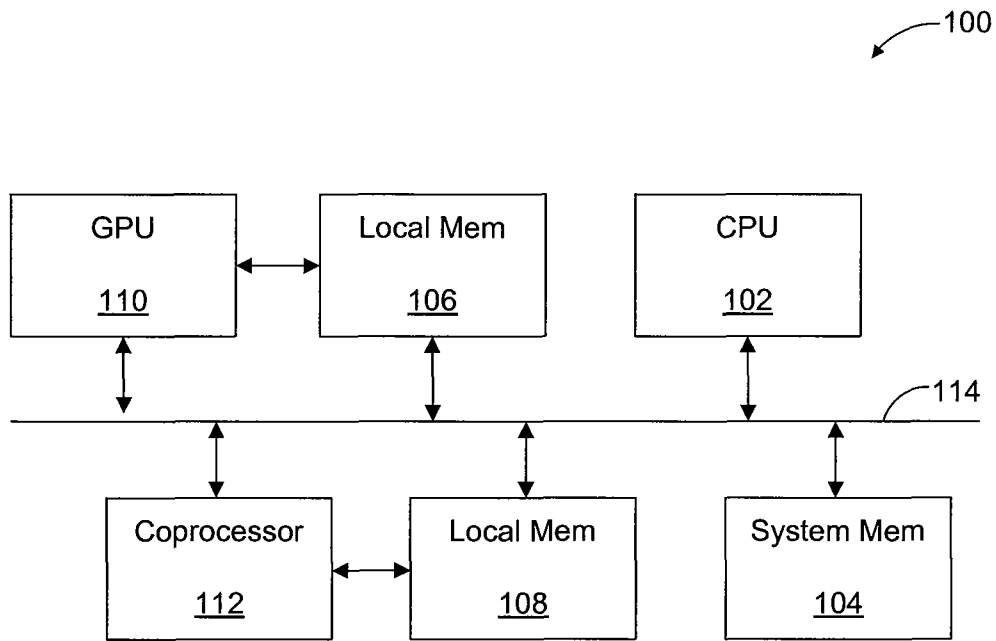 100
GPU
110
Local Mem
106
CPU
102
114
Coprocessor
112
Local Mem
108
System Mem
104